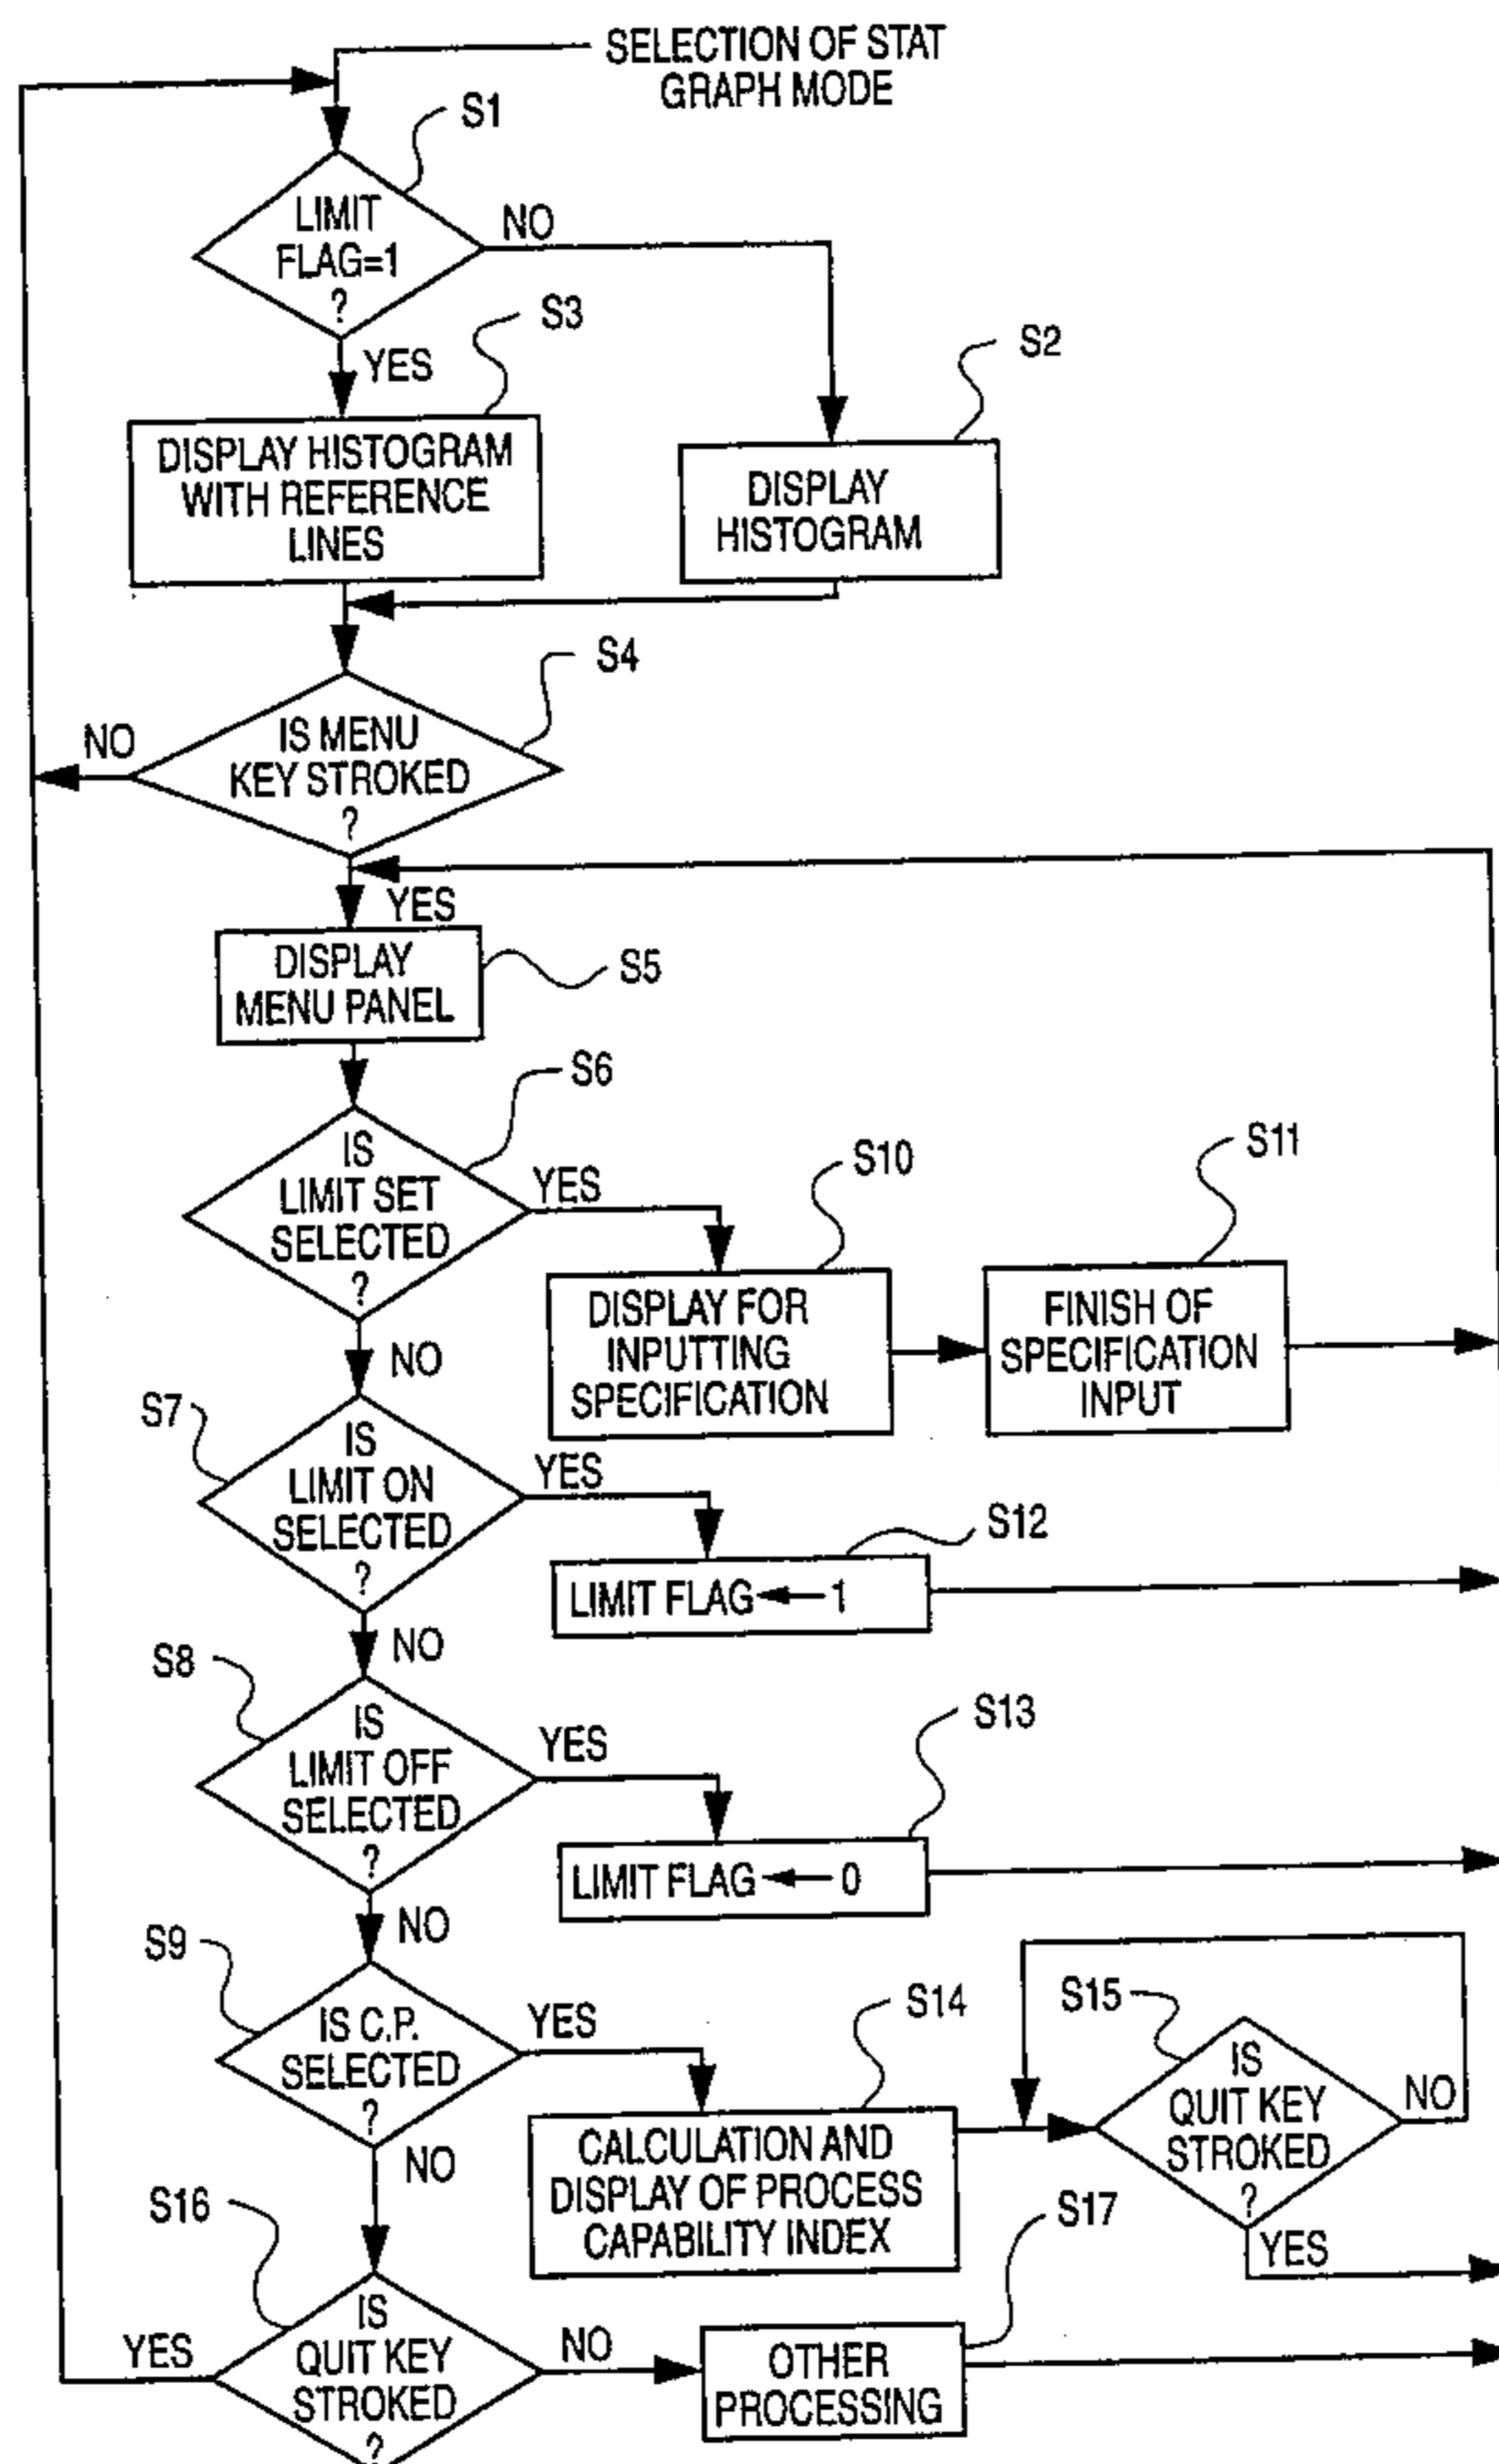 SELECTION OF STAT
GRAPH MODE
S1
LIMIT
FLAG=1
?
NO
YES
S3
S2
DISPLAY HISTOGRAM
WITH REFERENCE
LINES
DISPLAY
HISTOGRAM
S4
IS MENU
KEY STROKED
?
NO
YES
DISPLAY
MENU PANEL
S5
S6
IS
LIMIT SET
SELECTED
?
YES
NO
S10
DISPLAY FOR
INPUTTING
SPECIFICATION
S11
FINISH OF
SPECIFICATION
INPUT
S7
IS
LIMIT ON
SELECTED
?
YES
NO
S12
LIMIT FLAG ← 1
S8
IS
LIMIT OFF
SELECTED
?
YES
NO
S13
LIMIT FLAG ← 0
S9
IS C.P.
SELECTED
?
YES
NO
S14
CALCULATION AND
DISPLAY OF PROCESS
CAPABILITY INDEX
S15
IS
QUIT KEY
STROKED
?
NO
YES
S16
IS
QUIT KEY
STROKED
?
YES
NO
S17
OTHER
PROCESSING